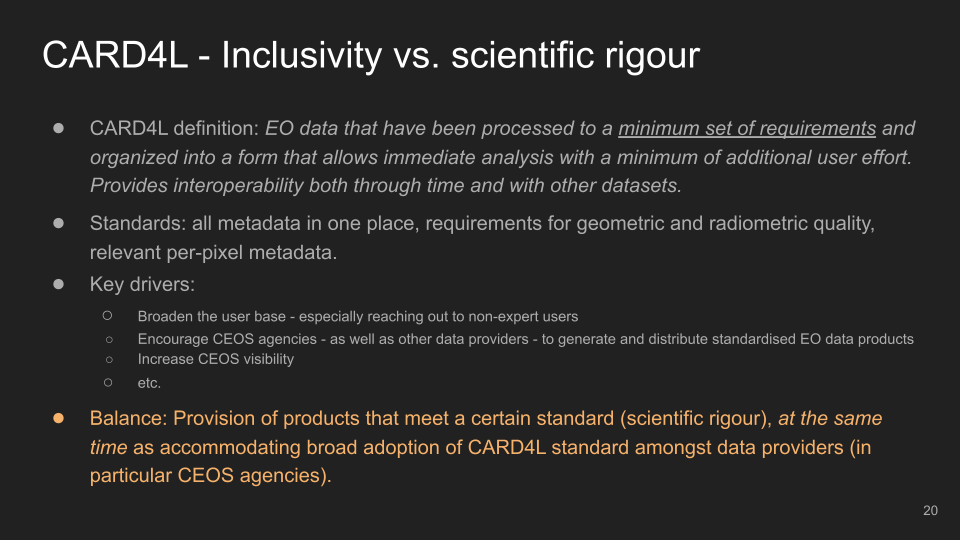 CARD4L - Inclusivity vs. scientific rigour
● CARD4L definition: EO data that have been processed to a minimum set of requirements and
organized into a form that allows immediate analysis with a minimum of additional user effort.
Provides interoperability both through time and with other datasets.
● Standards: all metadata in one place, requirements for geometric and radiometric quality,
relevant per-pixel metadata.
● Key drivers:
○ Broaden the user base - especially reaching out to non-expert users
○ Encourage CEOS agencies - as well as other data providers - to generate and distribute standardised EO data products
○ Increase CEOS visibility
○ etc.
● Balance: Provision of products that meet a certain standard (scientific rigour), at the same
time as accommodating broad adoption of CARD4L standard amongst data providers (in
particular CEOS agencies).
20